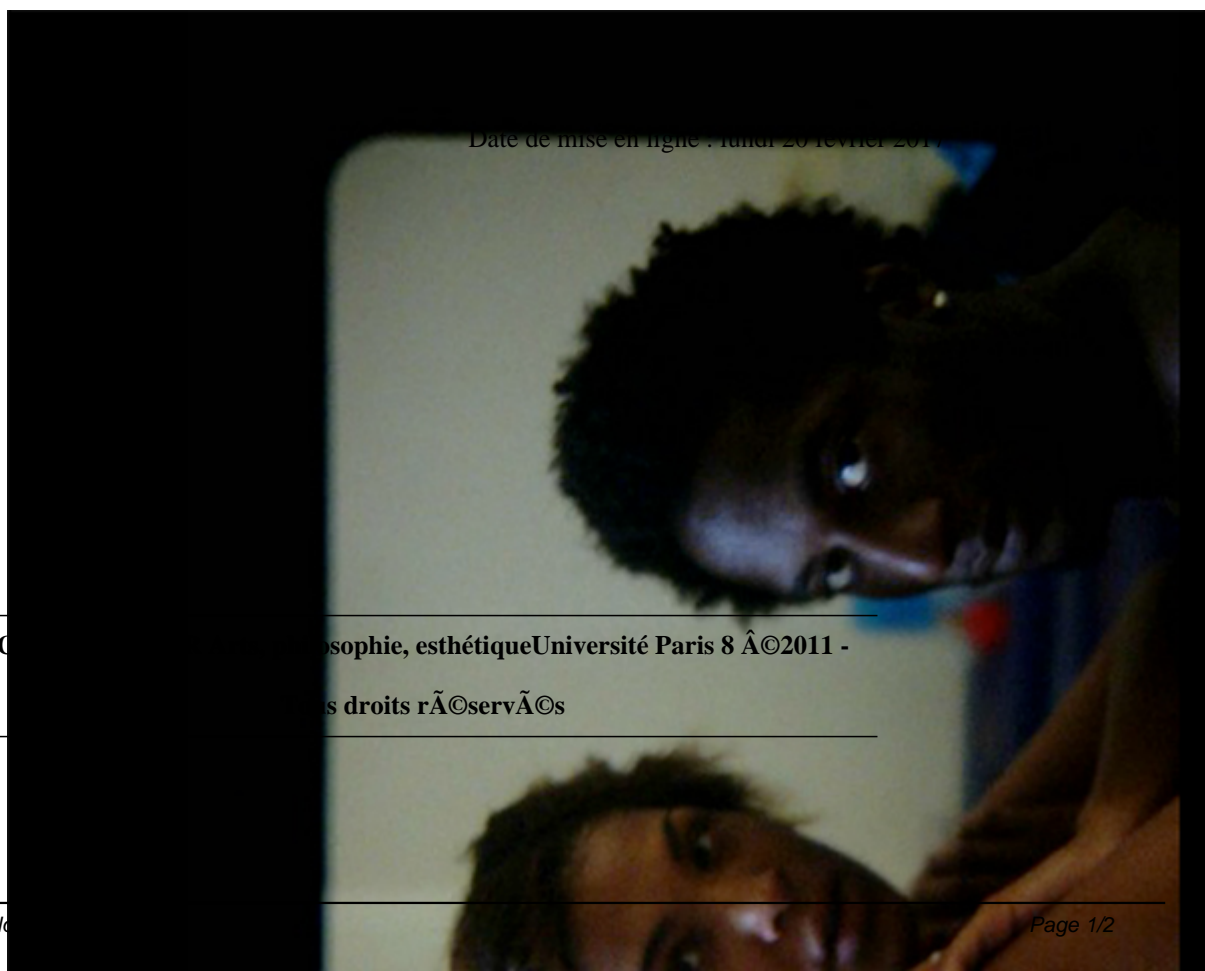 Date de mise en ligne : lundi 20 février 2017
sophie, esthétiqueUniversité Paris 8 Â©2011 -
s droits rÃ©servÃ©s
Page 1/2